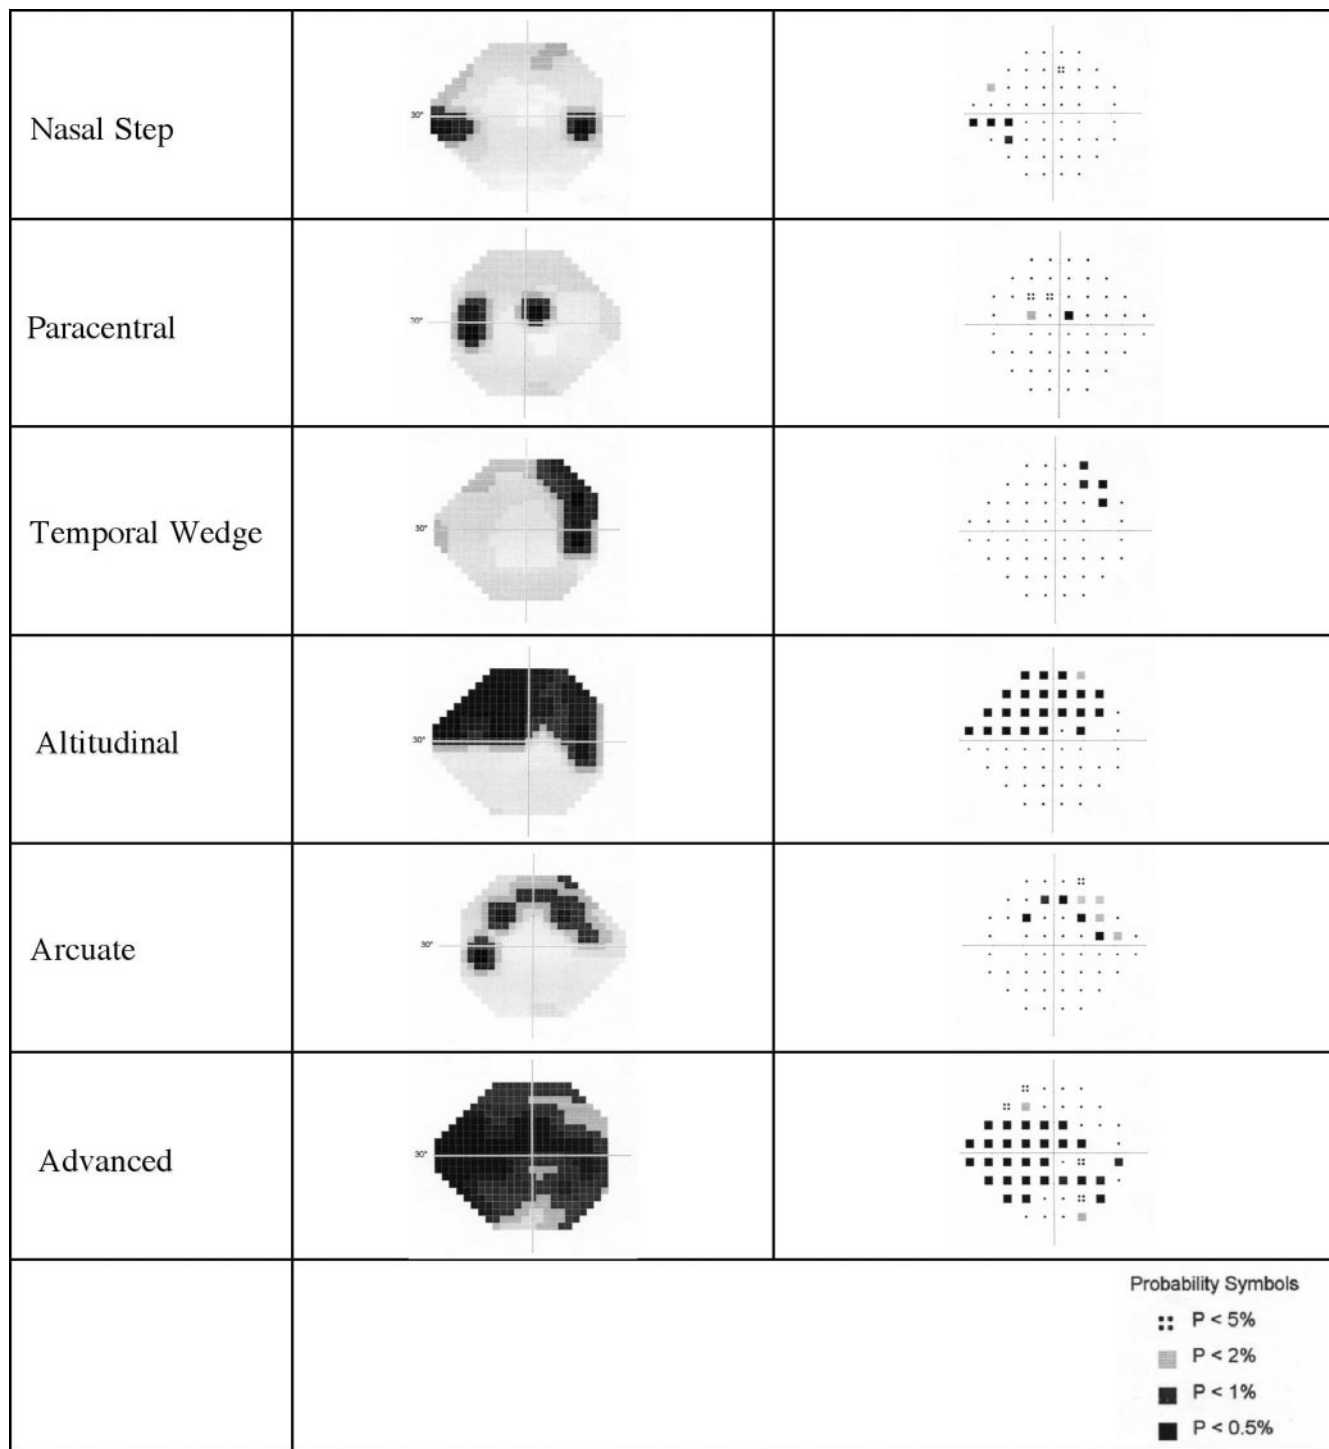 Nasal Step
30°
Paracentral
30°
Temporal Wedge
30°
Altitudinal
30°
Arcuate
30°
Advanced
30°
Probability Symbols
P < 5%
P < 2%
P < 1%
P < 0.5%